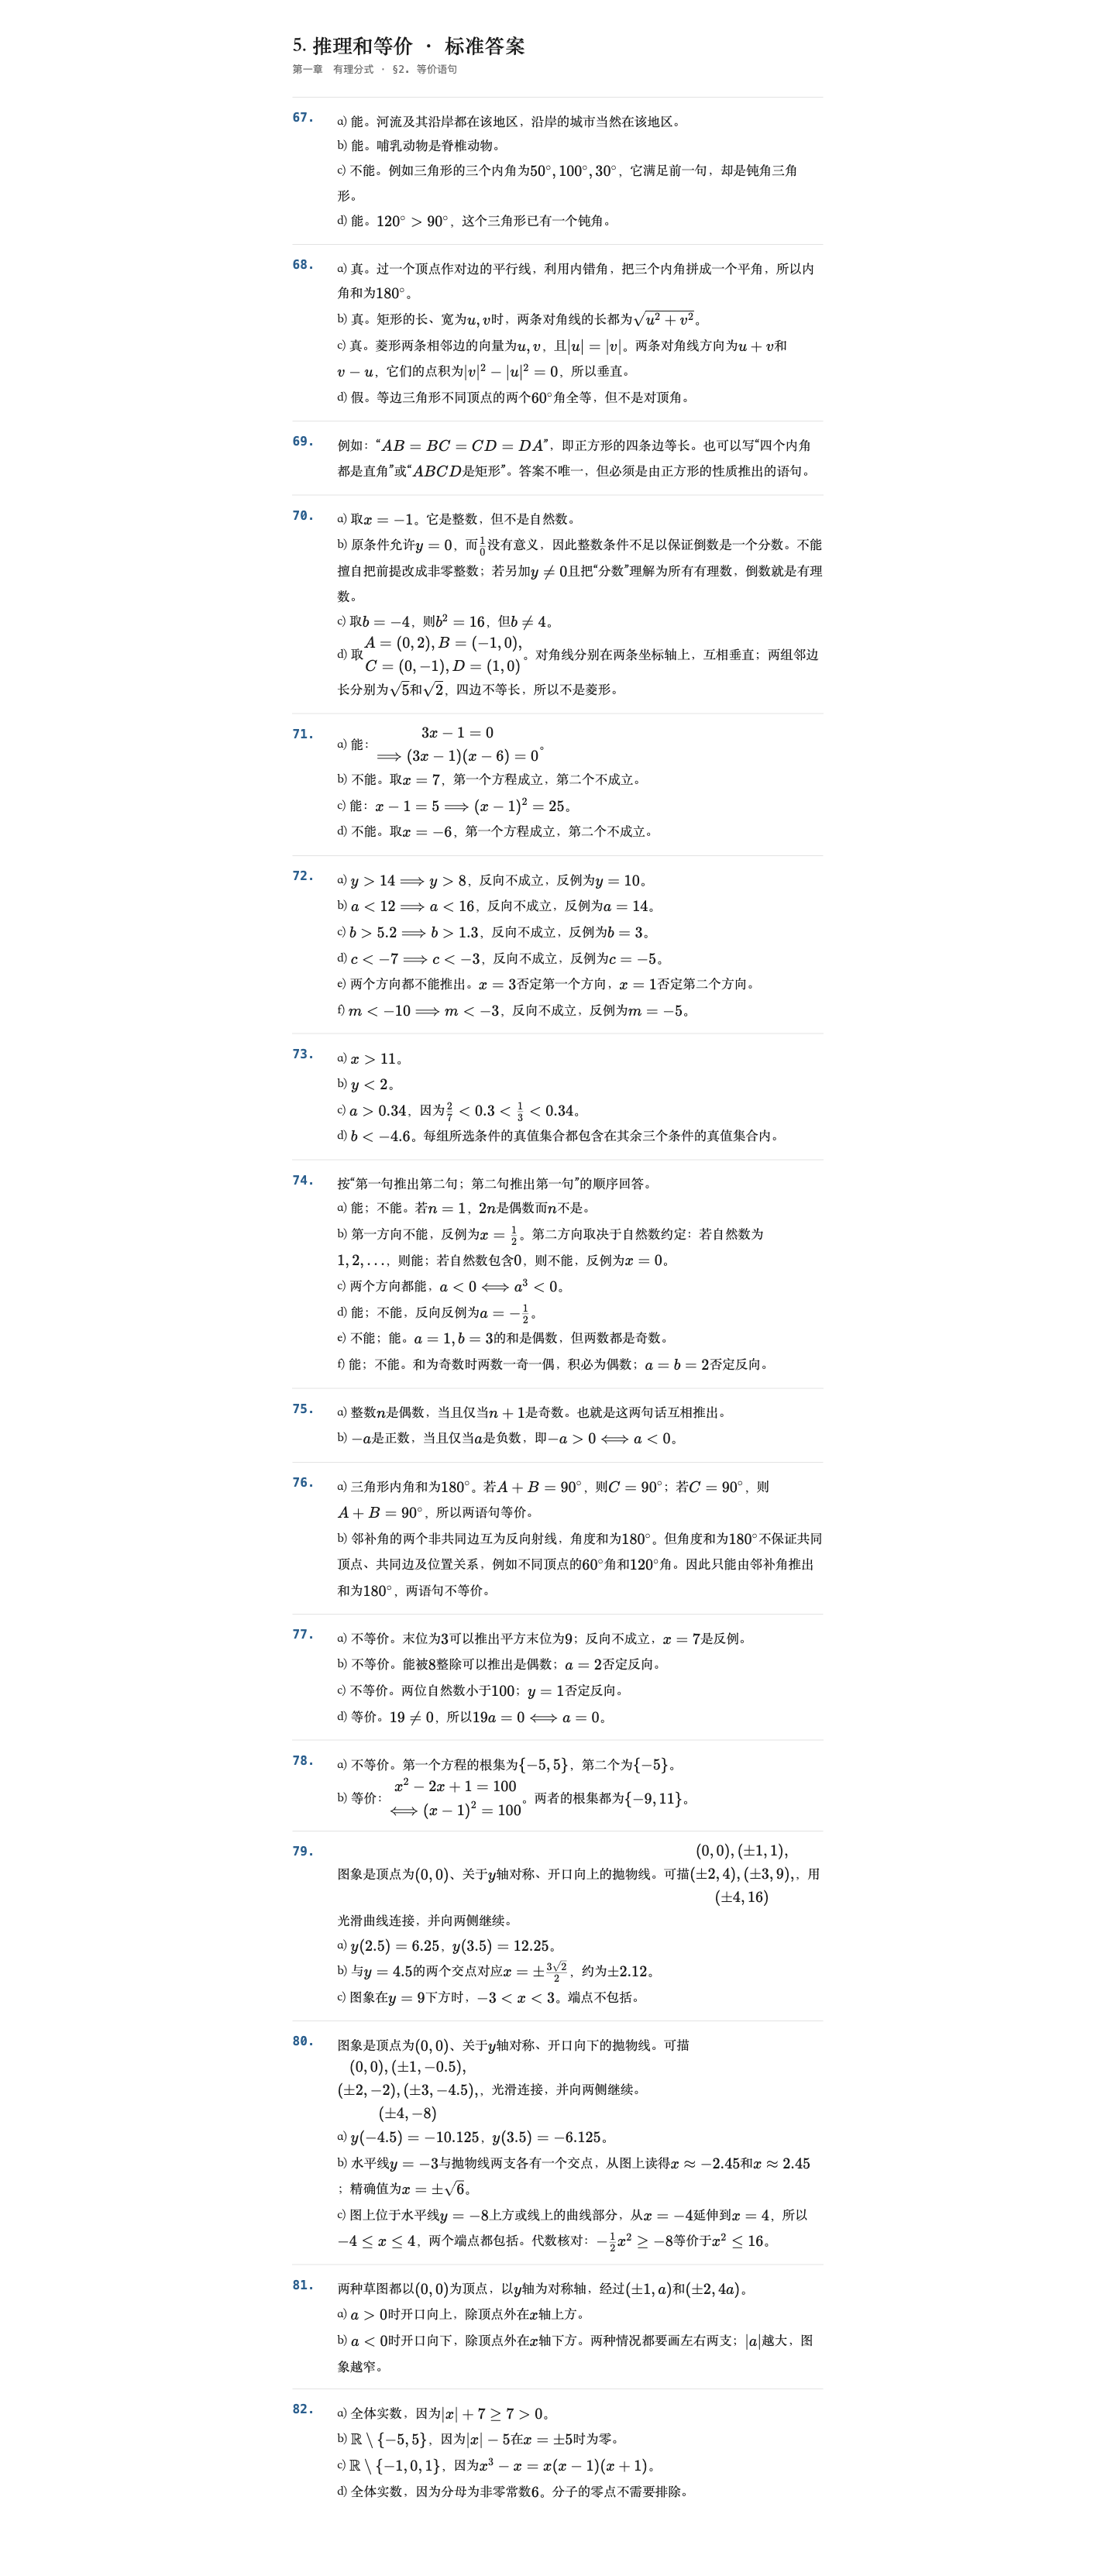 5. 推理和等价 · 标准答案
第一章 有理分式 · §2. 等价语句
67.
a) 能。河流及其沿岸都在该地区，沿岸的城市当然在该地区。
b) 能。哺乳动物是脊椎动物。
c) 不能。例如三角形的三个内角为50°, 100°, 30°，它满足前一句，却是钝角三角
形。
d) 能。120° > 90°，这个三角形已有一个钝角。
68.
a) 真。过一个顶点作对边的平行线，利用内错角，把三个内角拼成一个平角，所以内
角和为180°。
b) 真。矩形的长、宽为u, v时，两条对角线的长都为√(u² + v²)。
c) 真。菱形两条相邻边的向量为u, v，且|u| = |v|。两条对角线方向为u + v和
v − u，它们的点积为|v|² − |u|² = 0，所以垂直。
d) 假。等边三角形不同顶点的两个60°角全等，但不是对顶角。
69.
例如：“AB = BC = CD = DA”，即正方形的四条边等长。也可以写“四个内角
都是直角”或“ABCD是矩形”。答案不唯一，但必须是由正方形的性质推出的语句。
70.
a) 取x = −1。它是整数，但不是自然数。
b) 原条件允许y = 0，而1/0没有意义，因此整数条件不足以保证倒数是一个分数。不能
擅自把前提改成非零整数；若另加y ≠ 0且把“分数”理解为所有有理数，倒数就是有理
数。
c) 取b = −4，则b² = 16，但b ≠ 4。
d) 取A = (0, 2), B = (−1, 0),
C = (0, −1), D = (1, 0)。对角线分别在两条坐标轴上，互相垂直；两组邻边
长分别为√5和√2，四边不等长，所以不是菱形。
71.
a) 能：3x − 1 = 0
⟹ (3x − 1)(x − 6) = 0。
b) 不能。取x = 7，第一个方程成立，第二个不成立。
c) 能：x − 1 = 5 ⟹ (x − 1)² = 25。
d) 不能。取x = −6，第一个方程成立，第二个不成立。
72.
a) y > 14 ⟹ y > 8，反向不成立，反例为y = 10。
b) a < 12 ⟹ a < 16，反向不成立，反例为a = 14。
c) b > 5.2 ⟹ b > 1.3，反向不成立，反例为b = 3。
d) c < −7 ⟹ c < −3，反向不成立，反例为c = −5。
e) 两个方向都不能推出。x = 3否定第一个方向，x = 1否定第二个方向。
f) m < −10 ⟹ m < −3，反向不成立，反例为m = −5。
73.
a) x > 11。
b) y < 2。
c) a > 0.34，因为2/7 < 0.3 < 1/3 < 0.34。
d) b < −4.6。每组所选条件的真值集合都包含在其余三个条件的真值集合内。
74.
按“第一句推出第二句；第二句推出第一句”的顺序回答。
a) 能；不能。若n = 1，2n是偶数而n不是。
b) 第一方向不能，反例为x = 1/2。第二方向取决于自然数约定：若自然数为
1, 2, …，则能；若自然数包含0，则不能，反例为x = 0。
c) 两个方向都能，a < 0 ⟺ a³ < 0。
d) 能；不能，反向反例为a = −1/2。
e) 不能；能。a = 1, b = 3的和是偶数，但两数都是奇数。
f) 能；不能。和为奇数时两数一奇一偶，积必为偶数；a = b = 2否定反向。
75.
a) 整数n是偶数，当且仅当n + 1是奇数。也就是这两句话互相推出。
b) −a是正数，当且仅当a是负数，即−a > 0 ⟺ a < 0。
76.
a) 三角形内角和为180°。若A + B = 90°，则C = 90°；若C = 90°，则
A + B = 90°，所以两语句等价。
b) 邻补角的两个非共同边互为反向射线，角度和为180°。但角度和为180°不保证共同
顶点、共同边及位置关系，例如不同顶点的60°角和120°角。因此只能由邻补角推出
和为180°，两语句不等价。
77.
a) 不等价。末位为3可以推出平方末位为9；反向不成立，x = 7是反例。
b) 不等价。能被8整除可以推出是偶数；a = 2否定反向。
c) 不等价。两位自然数小于100；y = 1否定反向。
d) 等价。19 ≠ 0，所以19a = 0 ⟺ a = 0。
78.
a) 不等价。第一个方程的根集为{−5, 5}，第二个为{−5}。
b) 等价：x² − 2x + 1 = 100
⟺ (x − 1)² = 100。两者的根集都为{−9, 11}。
79.
图象是顶点为(0, 0)、关于y轴对称、开口向上的抛物线。可描(0, 0), (±1, 1),
(±2, 4), (±3, 9),
(±4, 16)，用
光滑曲线连接，并向两侧继续。
a) y(2.5) = 6.25，y(3.5) = 12.25。
b) 与y = 4.5的两个交点对应x = ±3√2/2，约为±2.12。
c) 图象在y = 9下方时，−3 < x < 3。端点不包括。
80.
图象是顶点为(0, 0)、关于y轴对称、开口向下的抛物线。可描
(0, 0), (±1, −0.5),
(±2, −2), (±3, −4.5),，光滑连接，并向两侧继续。
(±4, −8)
a) y(−4.5) = −10.125，y(3.5) = −6.125。
b) 水平线y = −3与抛物线两支各有一个交点，从图上读得x ≈ −2.45和x ≈ 2.45
；精确值为x = ±√6。
c) 图上位于水平线y = −8上方或线上的曲线部分，从x = −4延伸到x = 4，所以
−4 ≤ x ≤ 4，两个端点都包括。代数核对：−1/2x² ≥ −8等价于x² ≤ 16。
81.
两种草图都以(0, 0)为顶点，以y轴为对称轴，经过(±1, a)和(±2, 4a)。
a) a > 0时开口向上，除顶点外在x轴上方。
b) a < 0时开口向下，除顶点外在x轴下方。两种情况都要画左右两支；|a|越大，图
象越窄。
82.
a) 全体实数，因为|x| + 7 ≥ 7 > 0。
b) ℝ \ {−5, 5}，因为|x| − 5在x = ±5时为零。
c) ℝ \ {−1, 0, 1}，因为x³ − x = x(x − 1)(x + 1)。
d) 全体实数，因为分母为非零常数6。分子的零点不需要排除。